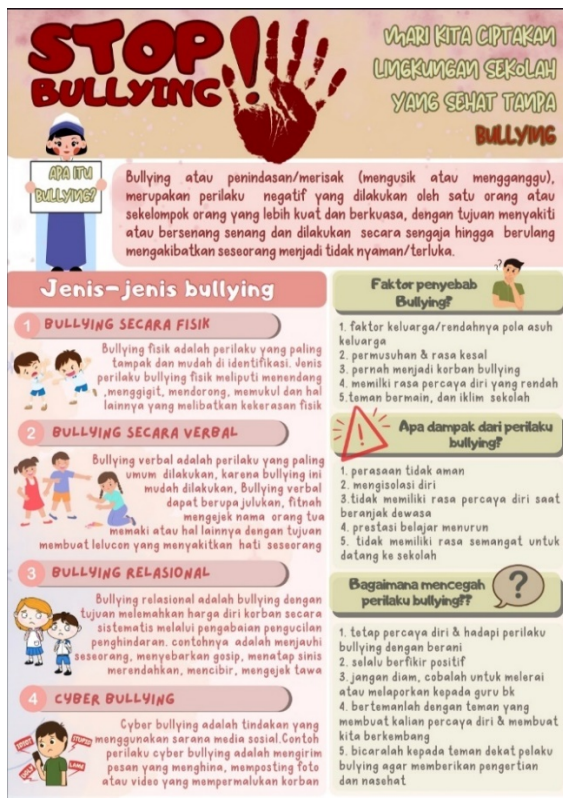 STOP
BULLYING
!
MARI KITA CIPTAKAN
LINGKUNGAN SEKOLAH
YANG SEHAT TANPA
BULLYING
APA ITU
BULLYING?
Bullying atau penindasan/merisak (mengusik atau mengganggu),
merupakan perilaku negatif yang dilakukan oleh satu orang atau
sekelompok orang yang lebih kuat dan berkuasa, dengan tujuan menyakiti
atau bersenang senang dan dilakukan secara sengaja hingga berulang
mengakibatkan seseorang menjadi tidak nyaman/terluka.
Jenis-jenis bullying
1 BULLYING SECARA FISIK
Bullying fisik adalah perilaku yang paling
tampak dan mudah di identifikasi. Jenis
perilaku bullying fisik meliputi menendang
,menggigit, mendorong, memukul dan hal
lainnya yang melibatkan kekerasan fisik
2 BULLYING SECARA VERBAL
Bullying verbal adalah perilaku yang paling
umum dilakukan, karena bullying ini
mudah dilakukan, Bullying verbal
dapat berupa julukan, fitnah
mengejek nama orang tua
memaki atau hal lainnya dengan tujuan
membuat lelucon yang menyakitkan hati seseorang
3 BULLYING RELASIONAL
Bullying relasional adalah bullying dengan
tujuan melemahkan harga diri korban secara
sistematis melalui pengabaian pengucilan
penghindaran. contohnya adalah menjauhi
seseorang, menyebarkan gosip, menatap sinis
merendahkan, mencibir, mengejek tawa
4 CYBER BULLYING
Cyber bullying adalah tindakan yang
menggunakan sarana media sosial.Contoh
perilaku cyber bullying adalah mengirim
pesan yang menghina, memposting foto
atau video yang mempermalukan korban
STUPID
UGLY
LAME
Faktor penyebab
Bullying?
1. faktor keluarga/rendahnya pola asuh
keluarga
2. permusuhan & rasa kesal
3. pernah menjadi korban bullying
4. memilki rasa percaya diri yang rendah
5.teman bermain, dan iklim sekolah
Apa dampak dari perilaku
bullying?
1. perasaan tidak aman
2. mengisolasi diri
3.tidak memiliki rasa percaya diri saat
beranjak dewasa
4. prestasi belajar menurun
5. tidak memiliki rasa semangat untuk
datang ke sekolah
Bagaimana mencegah
perilaku bullying??
?
1. tetap percaya diri & hadapi perilaku
bullying dengan berani
2. selalu berfikir positif
3. jangan diam, cobalah untuk melerai
atau melaporkan kepada guru bk
4. bertemanlah dengan teman yang
membuat kalian percaya diri & membuat
kita berkembang
5. bicaralah kepada teman dekat pelaku
bulying agar memberikan pengertian
dan nasehat